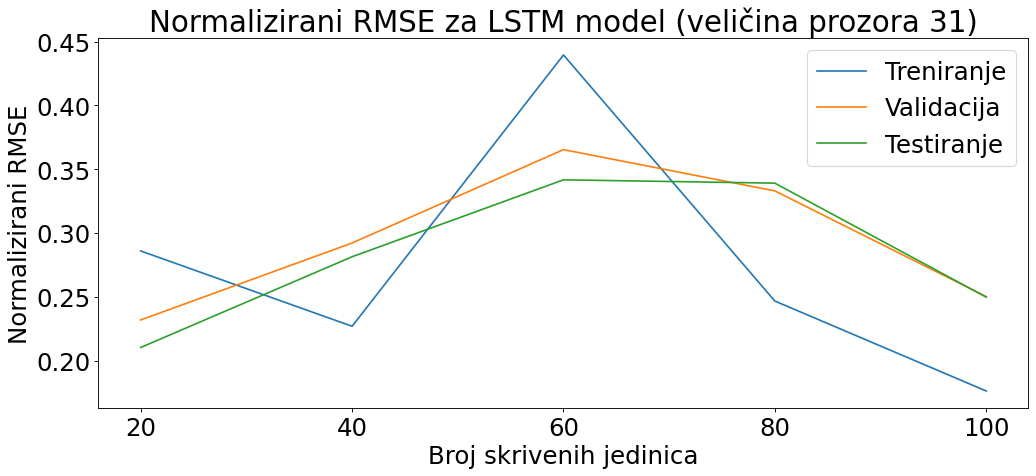 Normalizirani RMSE za LSTM model (veličina prozora 31)
Normalizirani RMSE
0.45
0.40
0.35
0.30
0.25
0.20
Treniranje
Validacija
Testiranje
20 40 60 80 100
Broj skrivenih jedinica